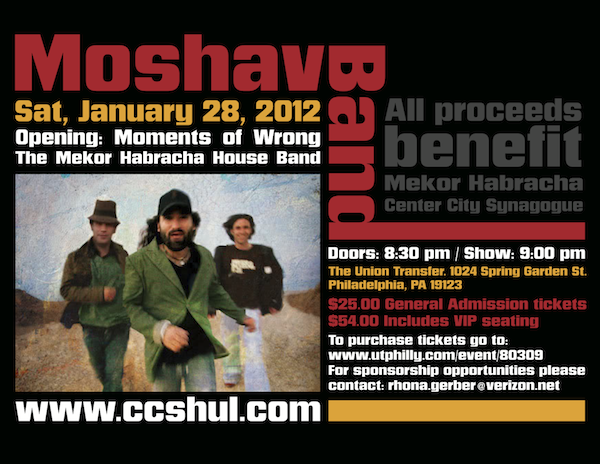 Moshav
Band
Sat, January 28, 2012
Opening: Moments of Wrong
The Mekor Habracha House Band
All proceeds
benefit
Mekor Habracha
Center City Synagogue
Doors: 8:30 pm / Show: 9:00 pm
The Union Transfer. 1024 Spring Garden St.
Philadelphia, PA 19123
$25.00 General Admission tickets
$54.00 Includes VIP seating
To purchase tickets go to:
www.utphilly.com/event/80309
For sponsorship opportunities please
contact: rhona.gerber@verizon.net
www.ccshul.com